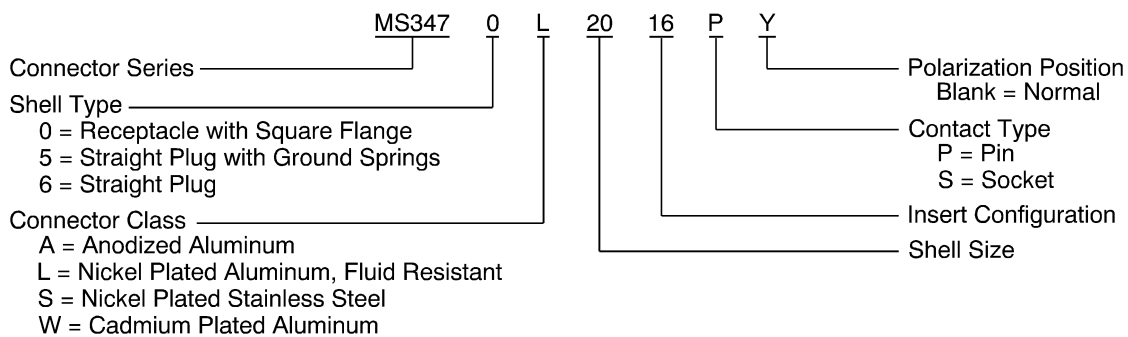 MS347 0 L 20 16 P Y
Connector Series
Shell Type
0 = Receptacle with Square Flange
5 = Straight Plug with Ground Springs
6 = Straight Plug
Connector Class
A = Anodized Aluminum
L = Nickel Plated Aluminum, Fluid Resistant
S = Nickel Plated Stainless Steel
W = Cadmium Plated Aluminum
Polarization Position
Blank = Normal
Contact Type
P = Pin
S = Socket
Insert Configuration
Shell Size